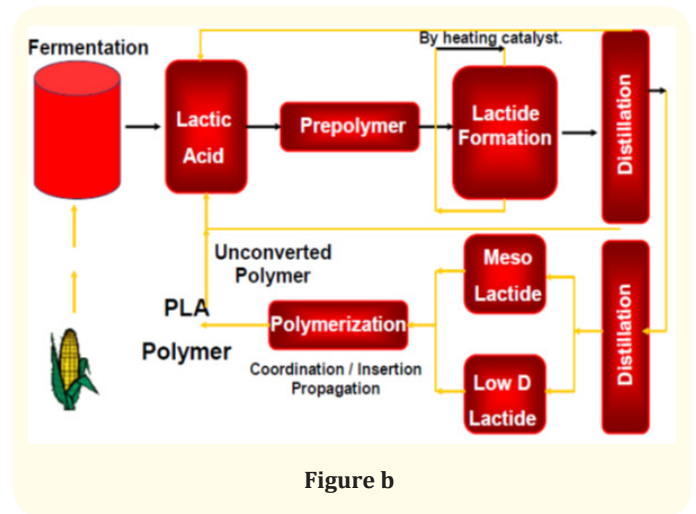 Fermentation
By heating catalyst.
Lactic
Acid
Prepolymer
Lactide
Formation
Distillation
Unconverted
Polymer
PLA
Polymer
Polymerization
Coordination / Insertion
Propagation
Meso
Lactide
Low D
Lactide
Distillation
Figure b